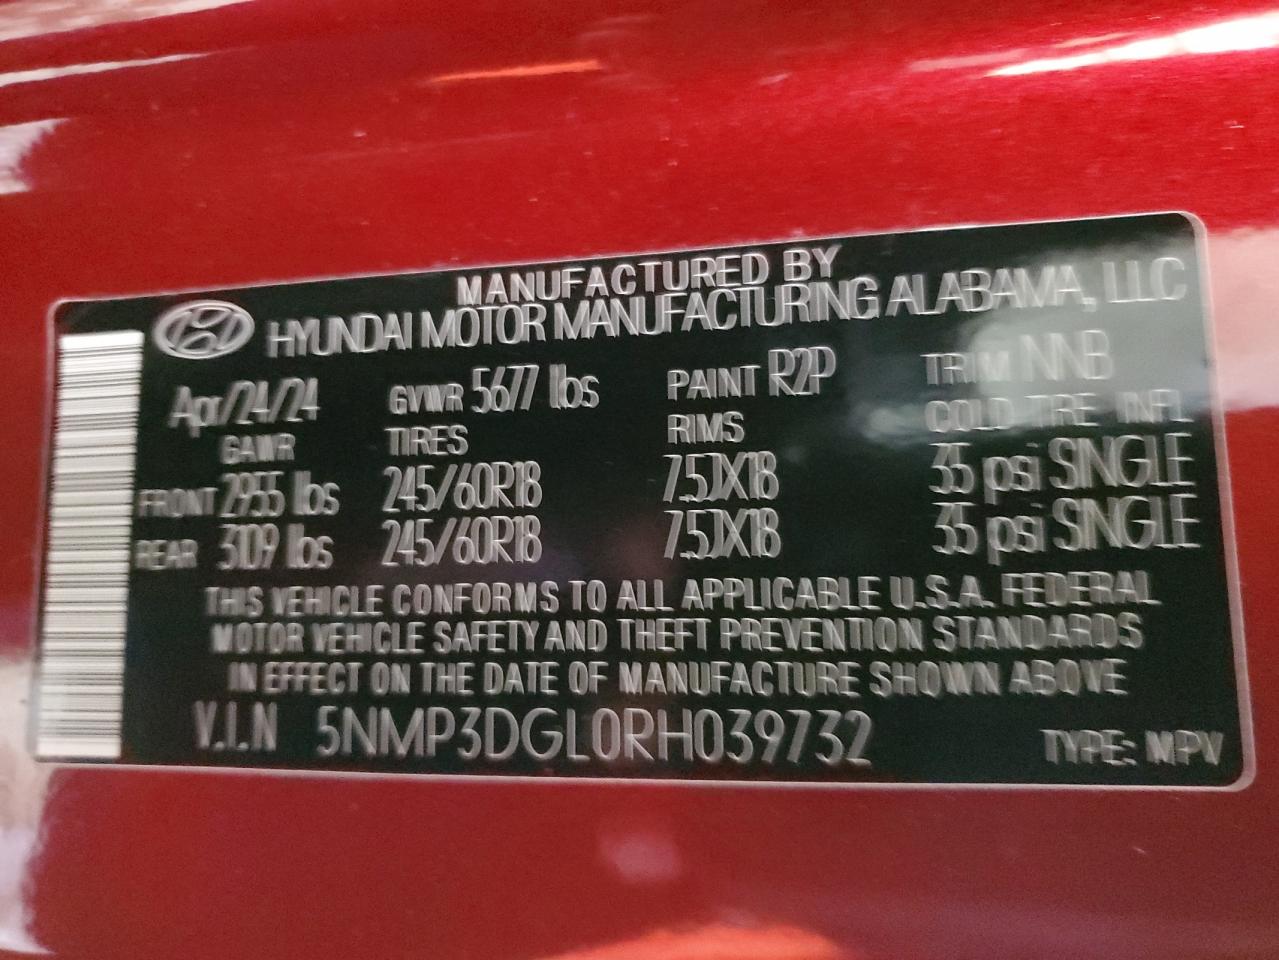 MANUFACTURED BY
HYUNDAI MOTOR MANUFACTURING ALABAMA, LLC
Apr/24/24 GVWR 5677 lbs PAINT R2P TRIM NNB
GAWR TIRES RIMS COLD TIRE INFL
FRONT 2955 lbs 245/60R18 7.5JX18 35 psi SINGLE
REAR 3109 lbs 245/60R18 7.5JX18 35 psi SINGLE
THIS VEHICLE CONFORMS TO ALL APPLICABLE U.S.A. FEDERAL
MOTOR VEHICLE SAFETY AND THEFT PREVENTION STANDARDS
IN EFFECT ON THE DATE OF MANUFACTURE SHOWN ABOVE
V.I.N 5NMP3DGL0RH039732 TYPE: MPV